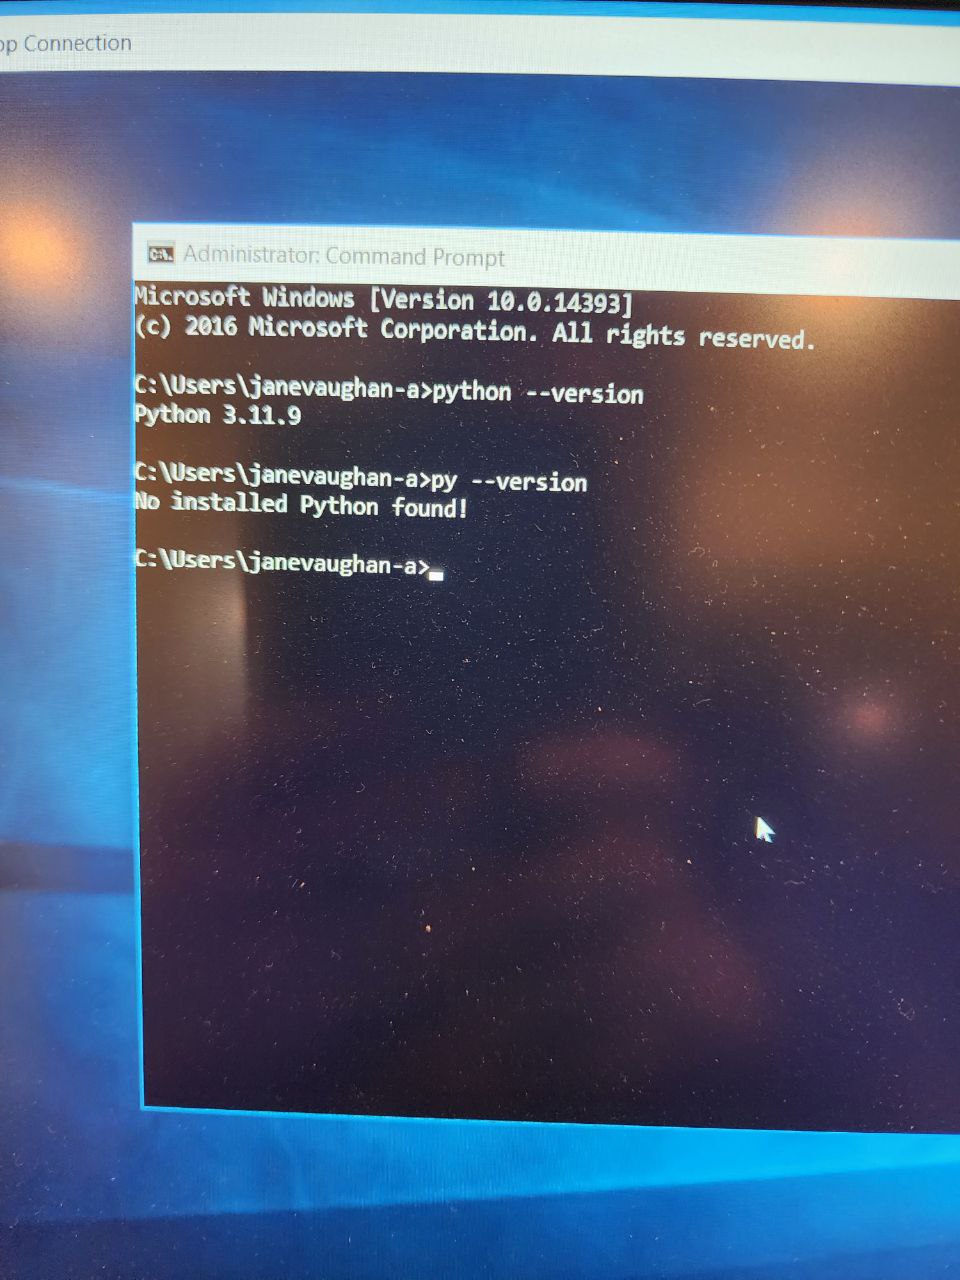 op Connection
Administrator: Command Prompt
Microsoft Windows [Version 10.0.14393]
(c) 2016 Microsoft Corporation. All rights reserved.
C:\Users\janevaughan-a>python --version
Python 3.11.9
C:\Users\janevaughan-a>py --version
No installed Python found!
C:\Users\janevaughan-a>